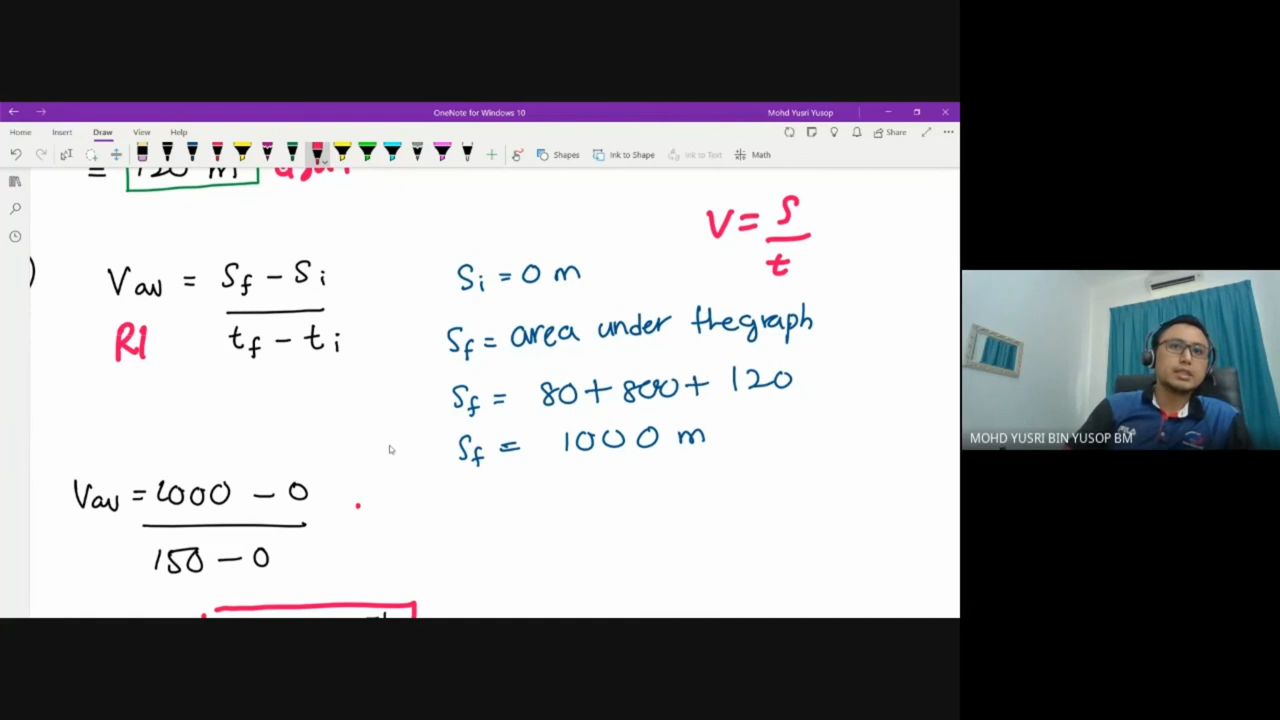 OneNote for Windows 10
Mohd Yusri Yusop
Home Insert Draw View Help
Share
Shapes Ink to Shape Ink to Text Math
= 120 m
V = S / t
) Vav = Sf - Si
tf - ti
R1
Si = 0 m
Sf = area under the graph
Sf = 80 + 800 + 120
Sf = 1000 m
Vav = 1000 - 0
150 - 0
MOHD YUSRI BIN YUSOP BM